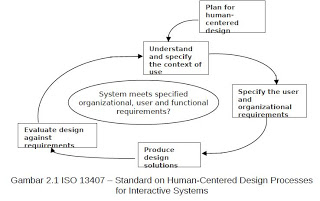 Plan for
human-
centered
design
Understand
and specify
the context of
use
System meets specified
organizational, user and functional
requirements?
Specify the user
and
organizational
requirements
Evaluate design
against
requirements
Produce
design
solutions
Gambar 2.1 ISO 13407 – Standard on Human-Centered Design Processes
for Interactive Systems